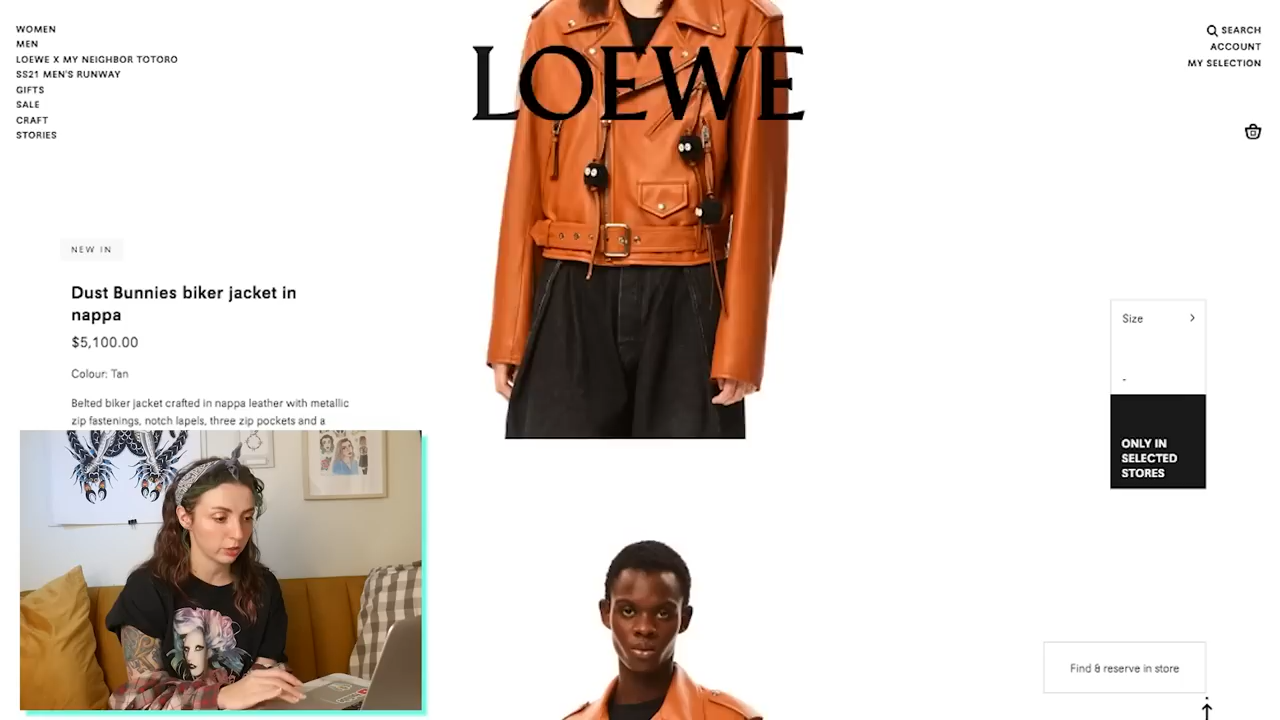 WOMEN
MEN
LOEWE X MY NEIGHBOR TOTORO
SS21 MEN'S RUNWAY
GIFTS
SALE
CRAFT
STORIES
LOEWE
SEARCH
ACCOUNT
MY SELECTION
NEW IN
Dust Bunnies biker jacket in
nappa
$5,100.00
Colour: Tan
Belted biker jacket crafted in nappa leather with metallic
zip fastenings, notch lapels, three zip pockets and a
Size
-
ONLY IN
SELECTED
STORES
Find & reserve in store